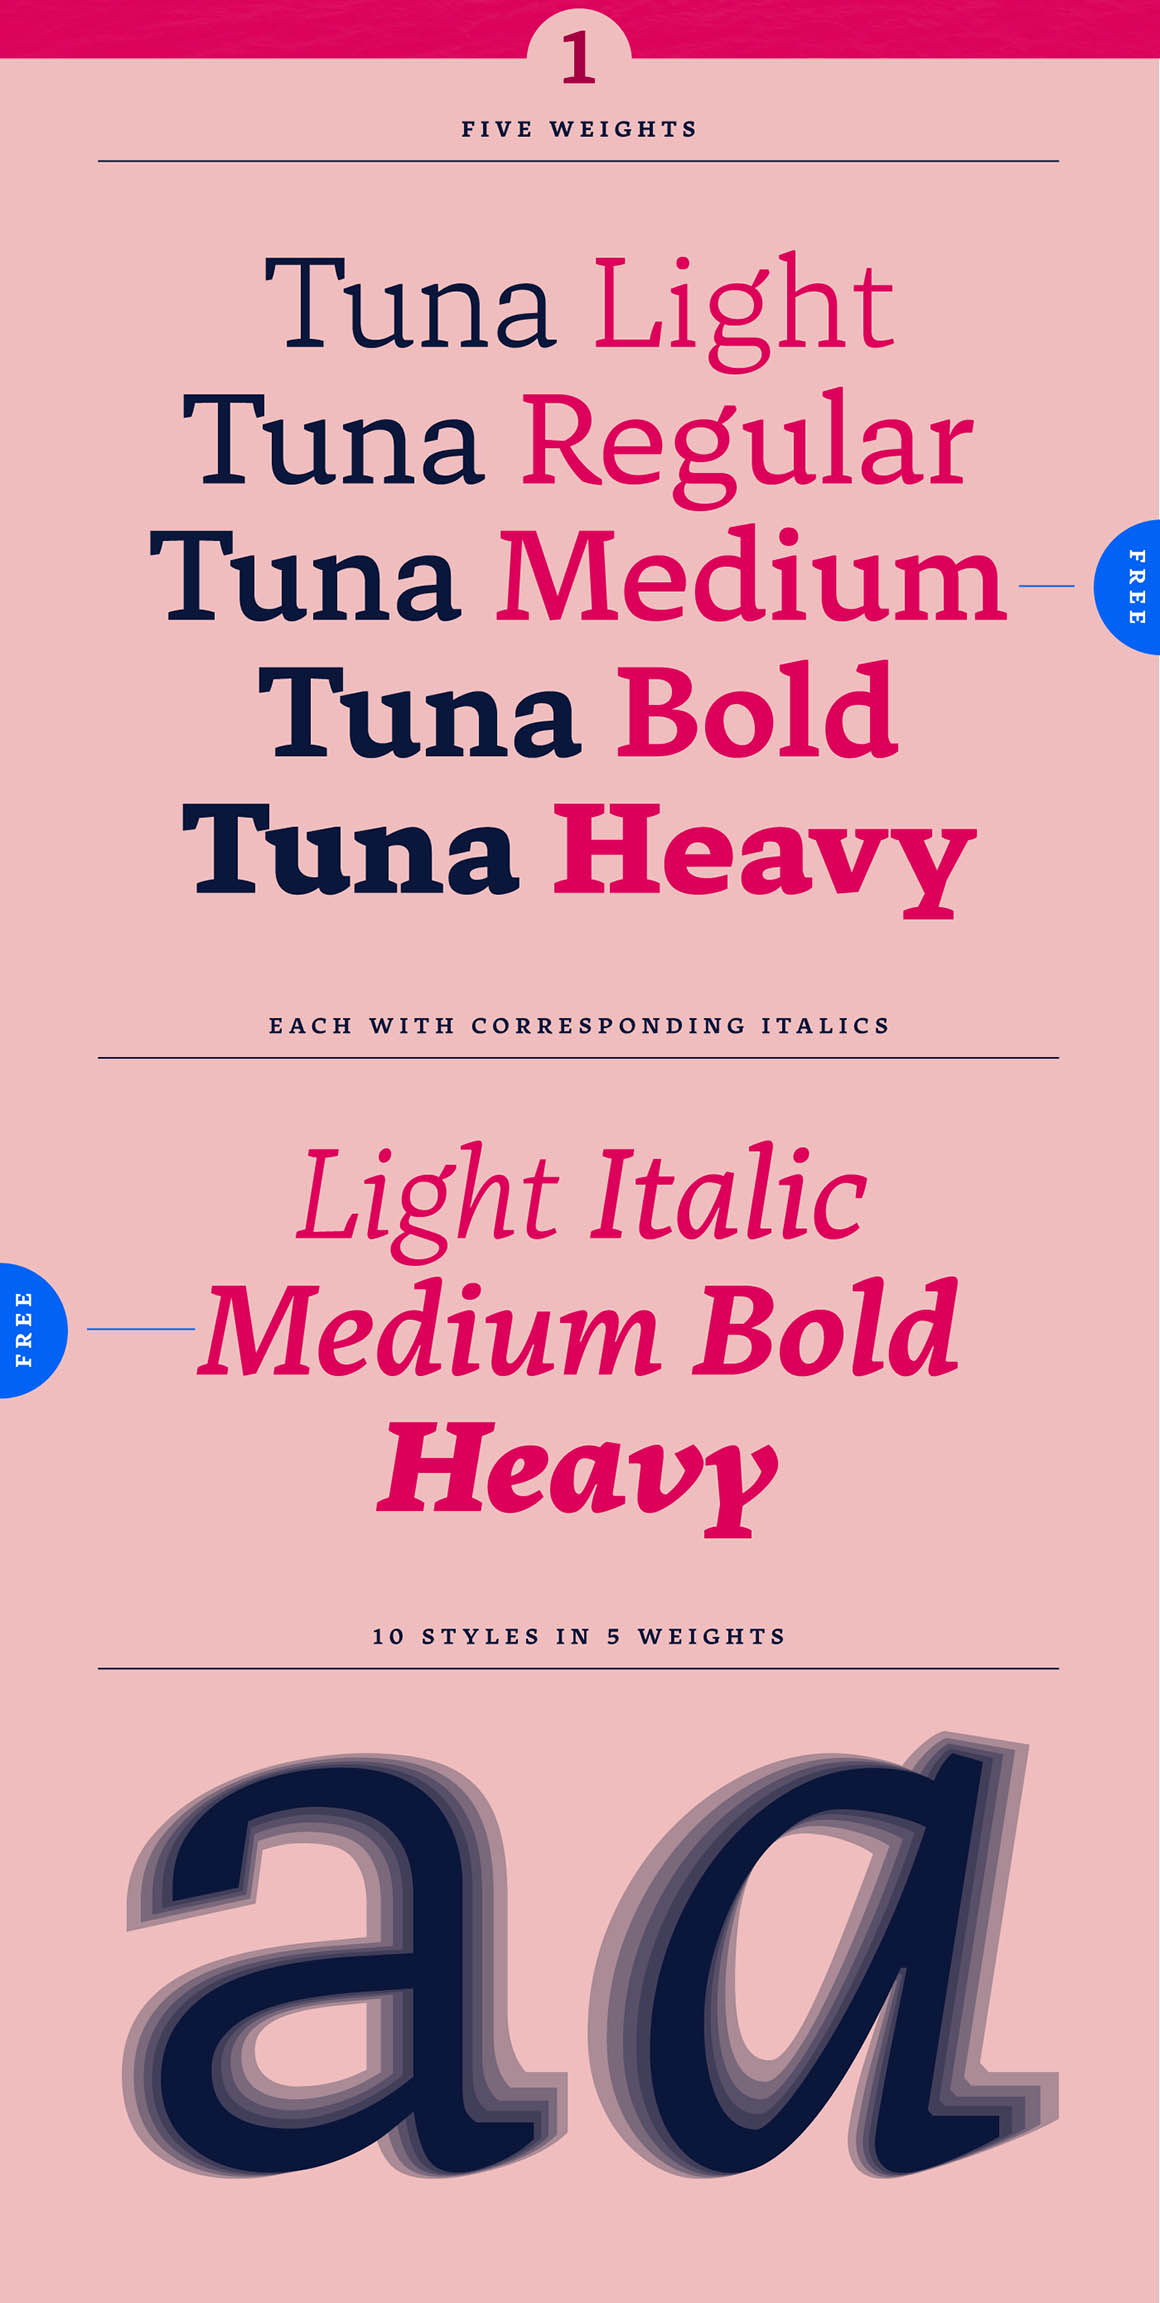 1
FIVE WEIGHTS
Tuna Light
Tuna Regular
Tuna Medium
FREE
Tuna Bold
Tuna Heavy
EACH WITH CORRESPONDING ITALICS
Light Italic
FREE
Medium Bold
Heavy
10 STYLES IN 5 WEIGHTS
a a